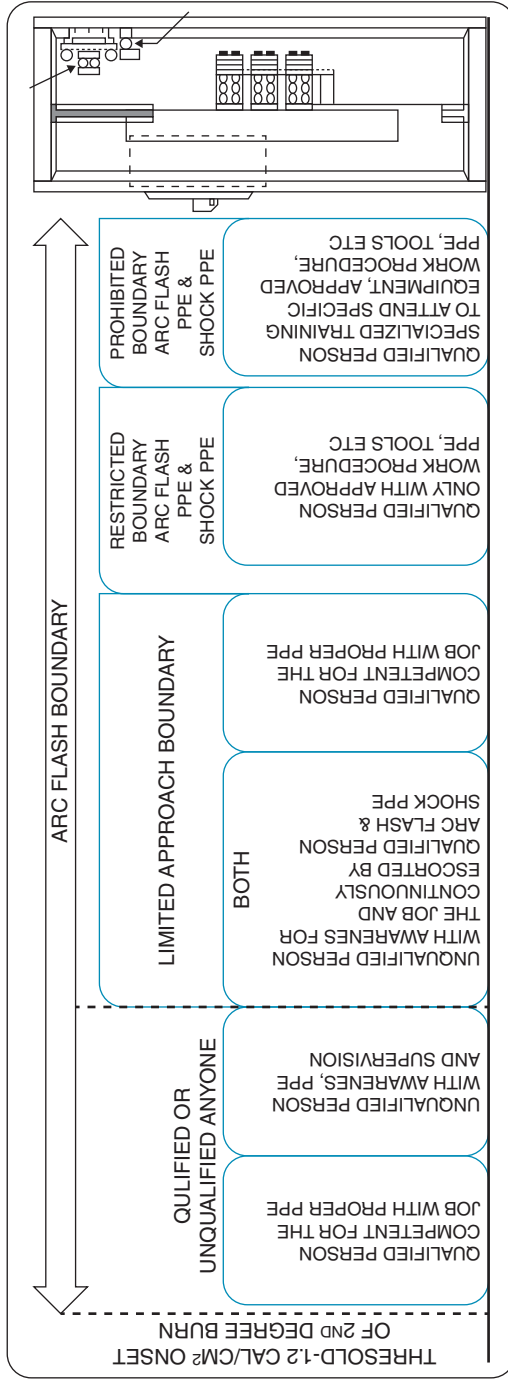 ARC FLASH BOUNDARY
THRESOLD-1.2 CAL/CM² ONSET
OF 2ND DEGREE BURN
QULIFIED OR
UNQUALIFIED ANYONE
QUALIFIED PERSON
COMPETENT FOR THE
JOB WITH PROPER PPE
UNQUALIFIED PERSON
WITH AWARENES, PPE
AND SUPERVISION
LIMITED APPROACH BOUNDARY
BOTH
UNQUALIFIED PERSON
WITH AWARENES FOR
THE JOB AND
CONTINUOUSLY
ESCORTED BY
QUALIFIED PERSON
ARC FLASH &
SHOCK PPE
QUALIFIED PERSON
COMPETENT FOR THE
JOB WITH PROPER PPE
RESTRICTED
BOUNDARY
ARC FLASH
PPE &
SHOCK PPE
QUALIFIED PERSON
ONLY WITH APPROVED
WORK PROCEDURE,
PPE, TOOLS ETC
PROHIBITED
BOUNDARY
ARC FLASH
PPE &
SHOCK PPE
QUALIFIED PERSON
SPECIALIZED TRAINING
TO ATTEND SPECIFIC
EQUIPMENT, APPROVED
WORK PROCEDURE,
PPE, TOOLS ETC